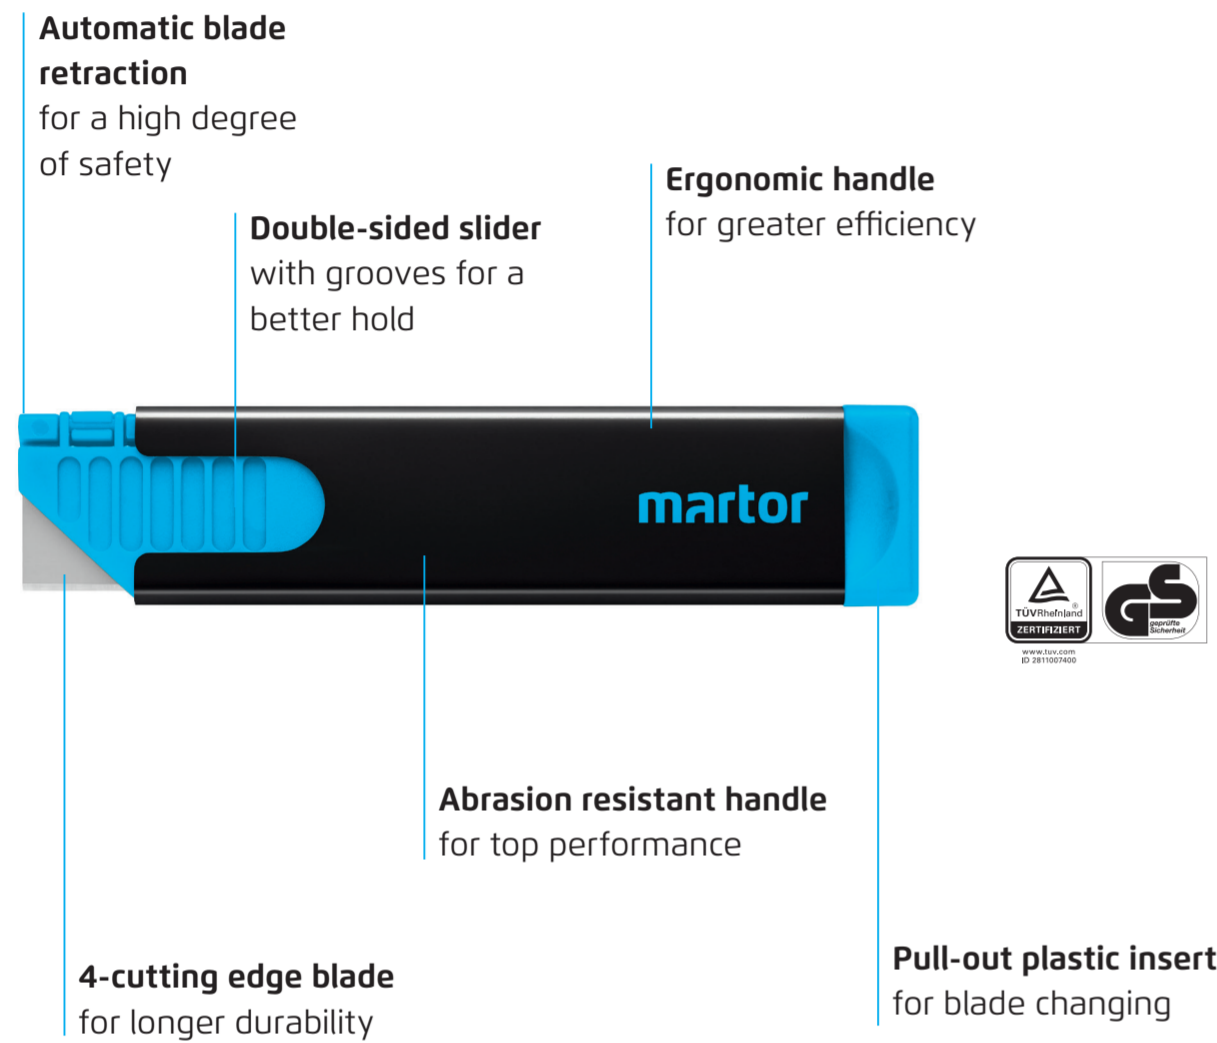 Automatic blade
retraction
for a high degree
of safety
Double-sided slider
with grooves for a
better hold
Ergonomic handle
for greater efficiency
martor
TÜVRheinland
®
ZERTIFIZIERT
www.tuv.com
ID 2811007400
GS
geprüfte
Sicherheit
Abrasion resistant handle
for top performance
4-cutting edge blade
for longer durability
Pull-out plastic insert
for blade changing